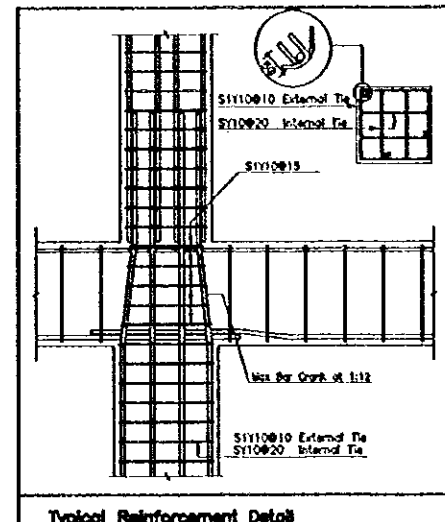 S1Y10@10 External Tie
SY10@20 Internal Tie
S1Y10@15
Max Bar Crank at 1:12
S1Y10@10 External Tie
SY10@20 Internal Tie
Typical Reinforcement Detail